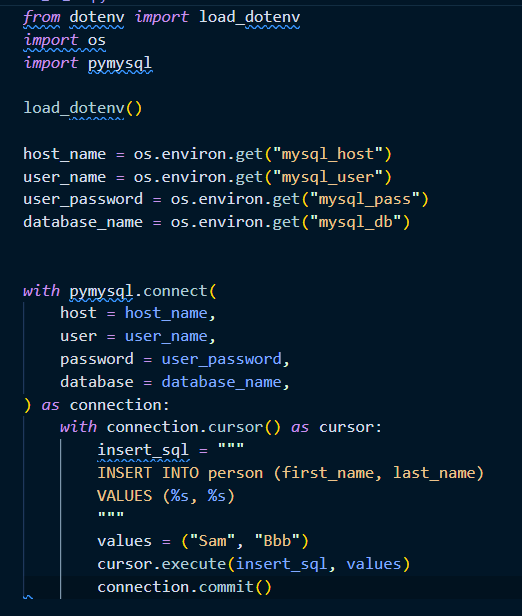 from dotenv import load_dotenv
import os
import pymysql

load_dotenv()

host_name = os.environ.get("mysql_host")
user_name = os.environ.get("mysql_user")
user_password = os.environ.get("mysql_pass")
database_name = os.environ.get("mysql_db")


with pymysql.connect(
    host = host_name,
    user = user_name,
    password = user_password,
    database = database_name,
) as connection:
    with connection.cursor() as cursor:
        insert_sql = """
        INSERT INTO person (first_name, last_name)
        VALUES (%s, %s)
        """
        values = ("Sam", "Bbb")
        cursor.execute(insert_sql, values)
        connection.commit()